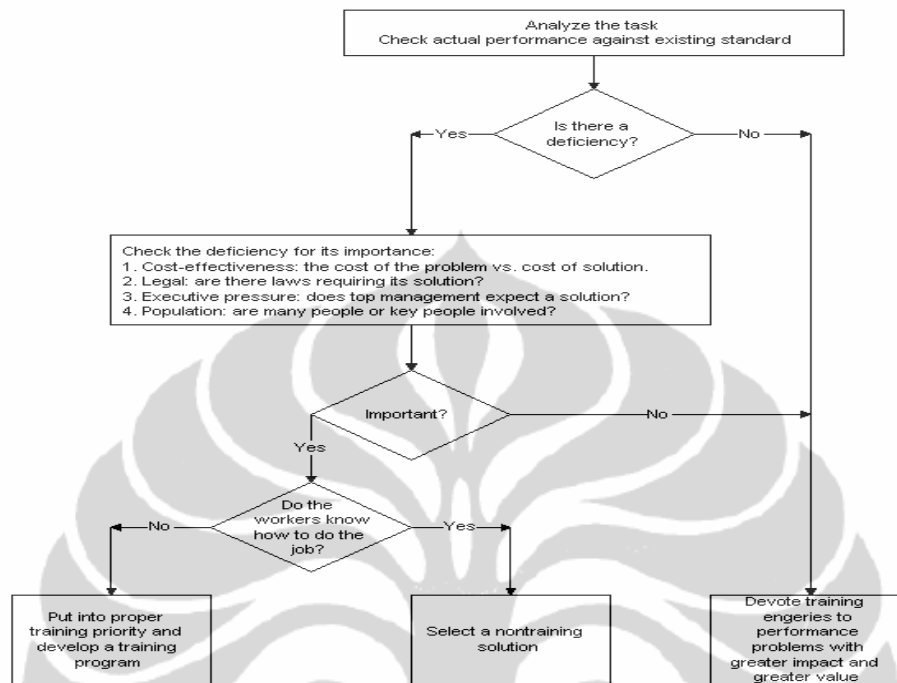 Analyze the task
Check actual performance against existing standard
Is there a
deficiency?
Yes
No
Check the deficiency for its importance:
1. Cost-effectiveness: the cost of the problem vs. cost of solution.
2. Legal: are there laws requiring its solution?
3. Executive pressure: does top management expect a solution?
4. Population: are many people or key people involved?
Important?
No
Yes
Do the
workers know
how to do the
job?
No
Yes
Put into proper
training priority and
develop a training
program
Select a nontraining
solution
Devote training
engeries to
performance
problems with
greater impact and
greater value